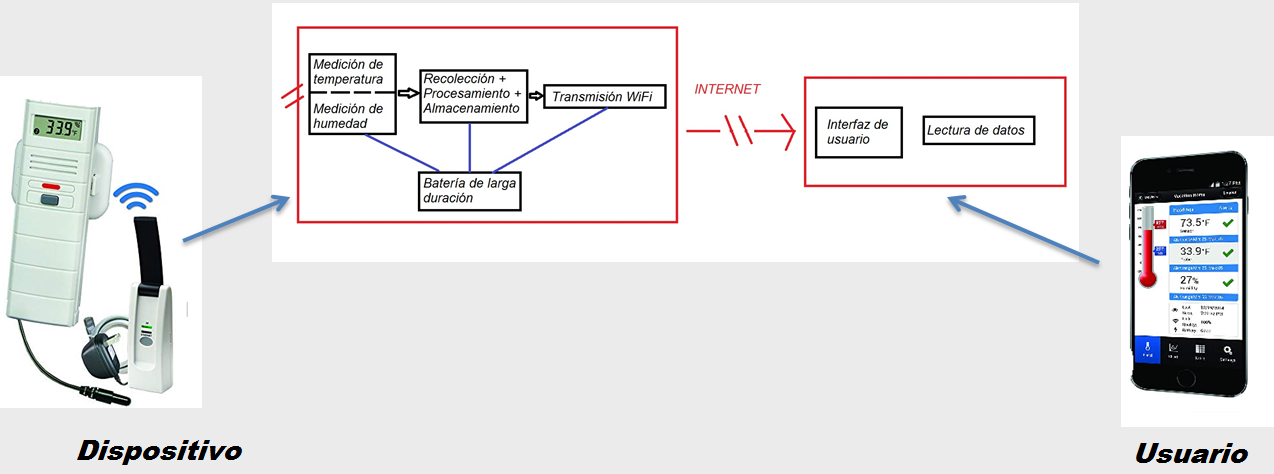 Medición de
temperatura
Medición de
humedad
Recolección +
Procesamiento +
Almacenamiento
Transmisión WiFi
Batería de larga
duración
INTERNET
Interfaz de
usuario
Lectura de datos
33.9°F
73.5°F
33.9°F
27%
Dispositivo
Usuario